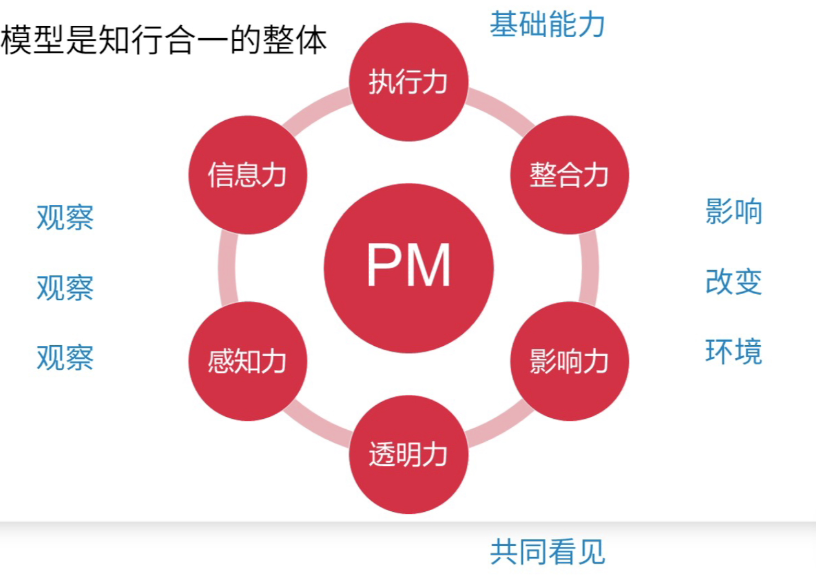 模型是知行合一的整体
基础能力
执行力
信息力
整合力
观察
影响
PM
观察
改变
观察
环境
感知力
影响力
透明力
共同看见